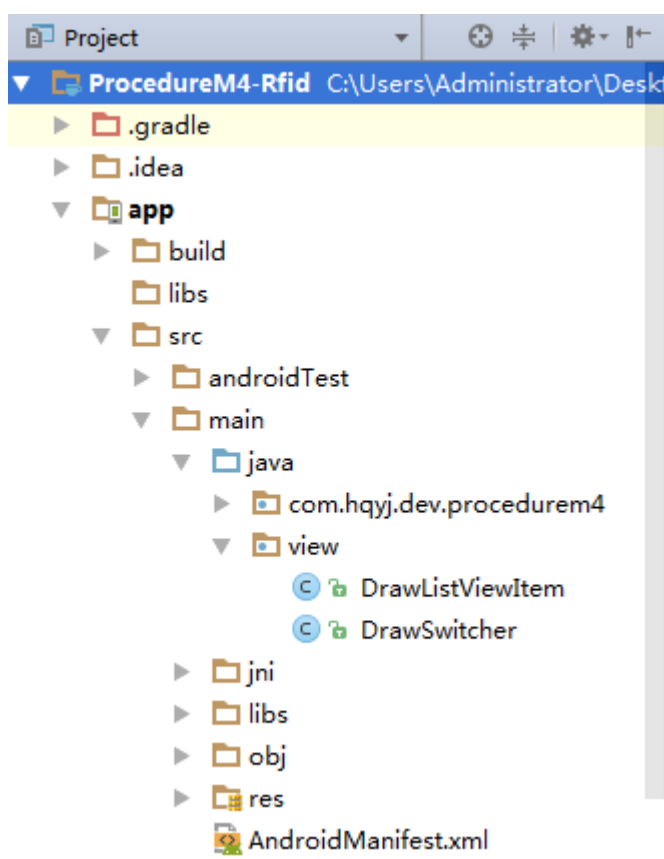 Project
ProcedureM4-Rfid C:\Users\Administrator\Deskt
.gradle
.idea
app
build
libs
src
androidTest
main
java
com.hqyj.dev.procedurem4
view
DrawListViewItem
DrawSwitcher
jni
libs
obj
res
AndroidManifest.xml